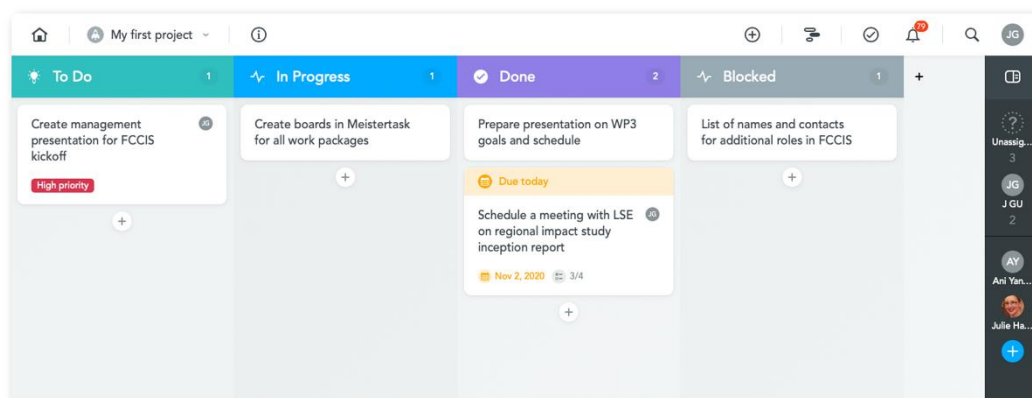 My first project
79
JG
To Do 1
In Progress 1
Done 2
Blocked 1
+
Create management
presentation for FCCIS
kickoff
JG
High priority
+
Create boards in Meistertask
for all work packages
+
Prepare presentation on WP3
goals and schedule
Due today
Schedule a meeting with LSE
on regional impact study
inception report
JG
Nov 2, 2020 3/4
+
List of names and contacts
for additional roles in FCCIS
+
?
Unassig...
3
JG
J GU
2
AY
Ani Yan...
Julie Ha...
+